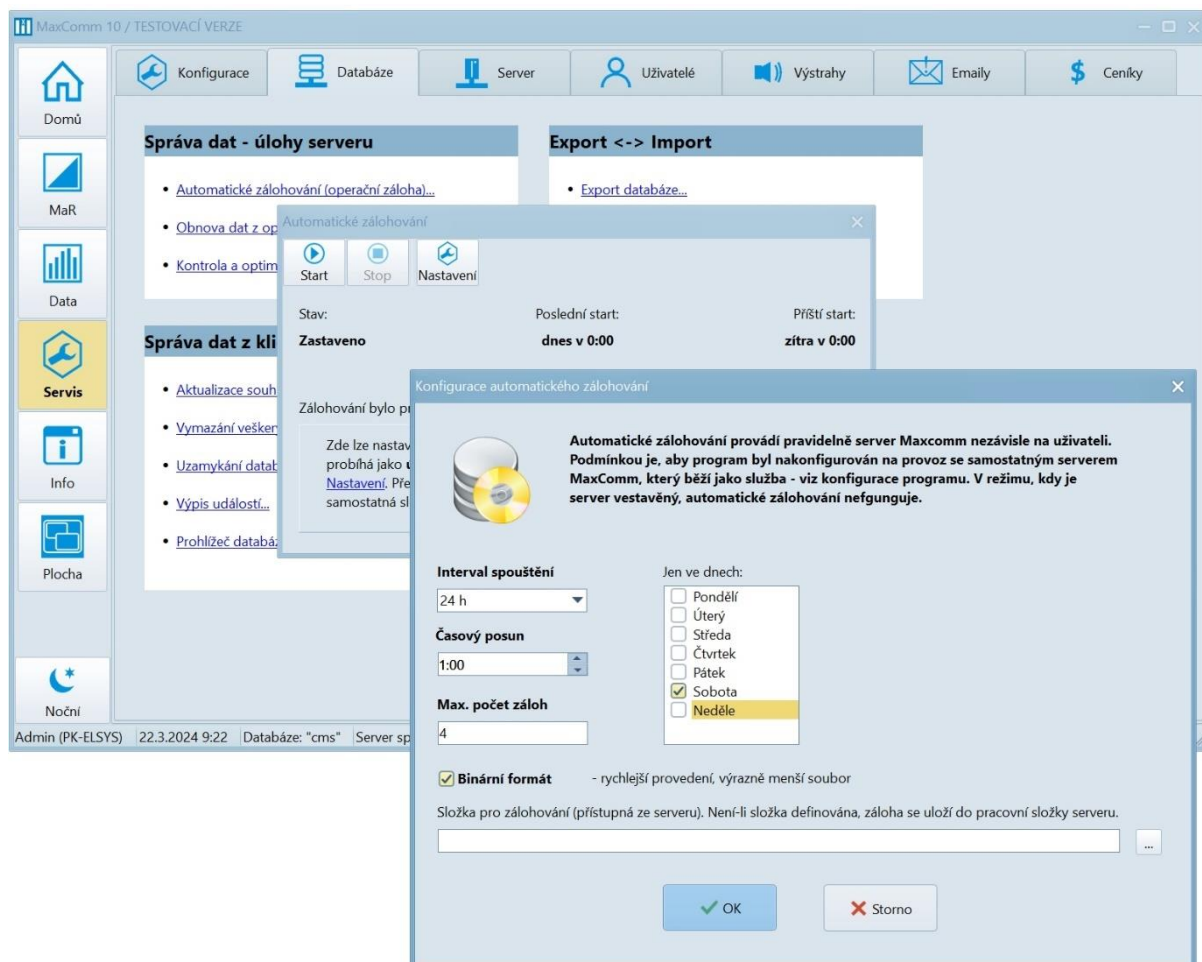 MaxComm 10 / TESTOVACÍ VERZE
Konfigurace
Databáze
Server
Uživatelé
Výstrahy
Emaily
Ceníky
Domů
MaR
Data
Servis
Info
Plocha
Noční
Správa dat - úlohy serveru
• Automatické zálohování (operační záloha)...
• Obnova dat z op
• Kontrola a optim
Export <-> Import
• Export databáze...
Správa dat z kli
• Aktualizace souh
• Vymazání vešker
• Uzamykání datab
• Výpis událostí...
• Prohlížeč databá
Automatické zálohování
Start
Stop
Nastavení
Stav:
Poslední start:
Příští start:
Zastaveno
dnes v 0:00
zítra v 0:00
Zálohování bylo p
Zde lze nastav
probíhá jako
Nastavení. Pře
samostatná sl
Admin (PK-ELSYS)
22.3.2024 9:22
Databáze: "cms"
Server sp
Konfigurace automatického zálohování
Automatické zálohování provádí pravidelně server Maxcomm nezávisle na uživateli.
Podmínkou je, aby program byl nakonfigurován na provoz se samostatným serverem
MaxComm, který běží jako služba - viz konfigurace programu. V režimu, kdy je
server vestavěný, automatické zálohování nefgunguje.
Interval spouštění
24 h
Časový posun
1:00
Max. počet záloh
4
Jen ve dnech:
Pondělí
Úterý
Středa
Čtvrtek
Pátek
Sobota
Neděle
Binární formát
- rychlejší provedení, výrazně menší soubor
Složka pro zálohování (přístupná ze serveru). Není-li složka definována, záloha se uloží do pracovní složky serveru.
...
OK
Storno